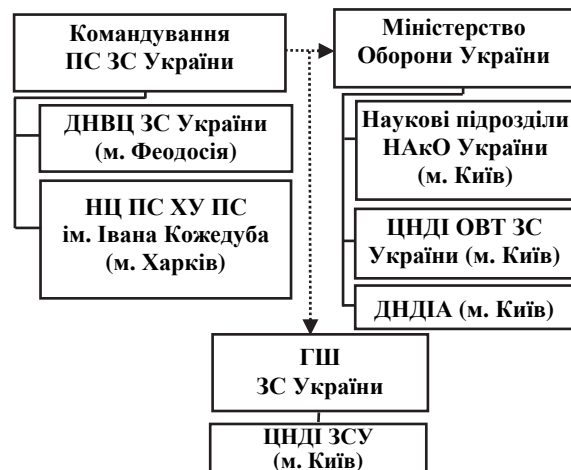 Командування
ПС ЗС України
ДНВЦ ЗС України
(м. Феодосія)
НЦ ПС ХУ ПС
ім. Івана Кожедуба
(м. Харків)
Міністерство
Оборони України
Наукові підрозділи
НАкО України
(м. Київ)
ЦНДІ ОВТ ЗС
України (м. Київ)
ДНДІА (м. Київ)
ГШ
ЗС України
ЦНДІ ЗСУ
(м. Київ)